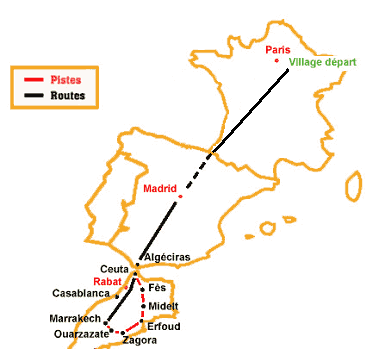 Paris
Village départ
Pistes
Routes
Madrid
Algéciras
Ceuta
Rabat
Fès
Casablanca
Midelt
Marrakech
Erfoud
Ouarzazate
Zagora